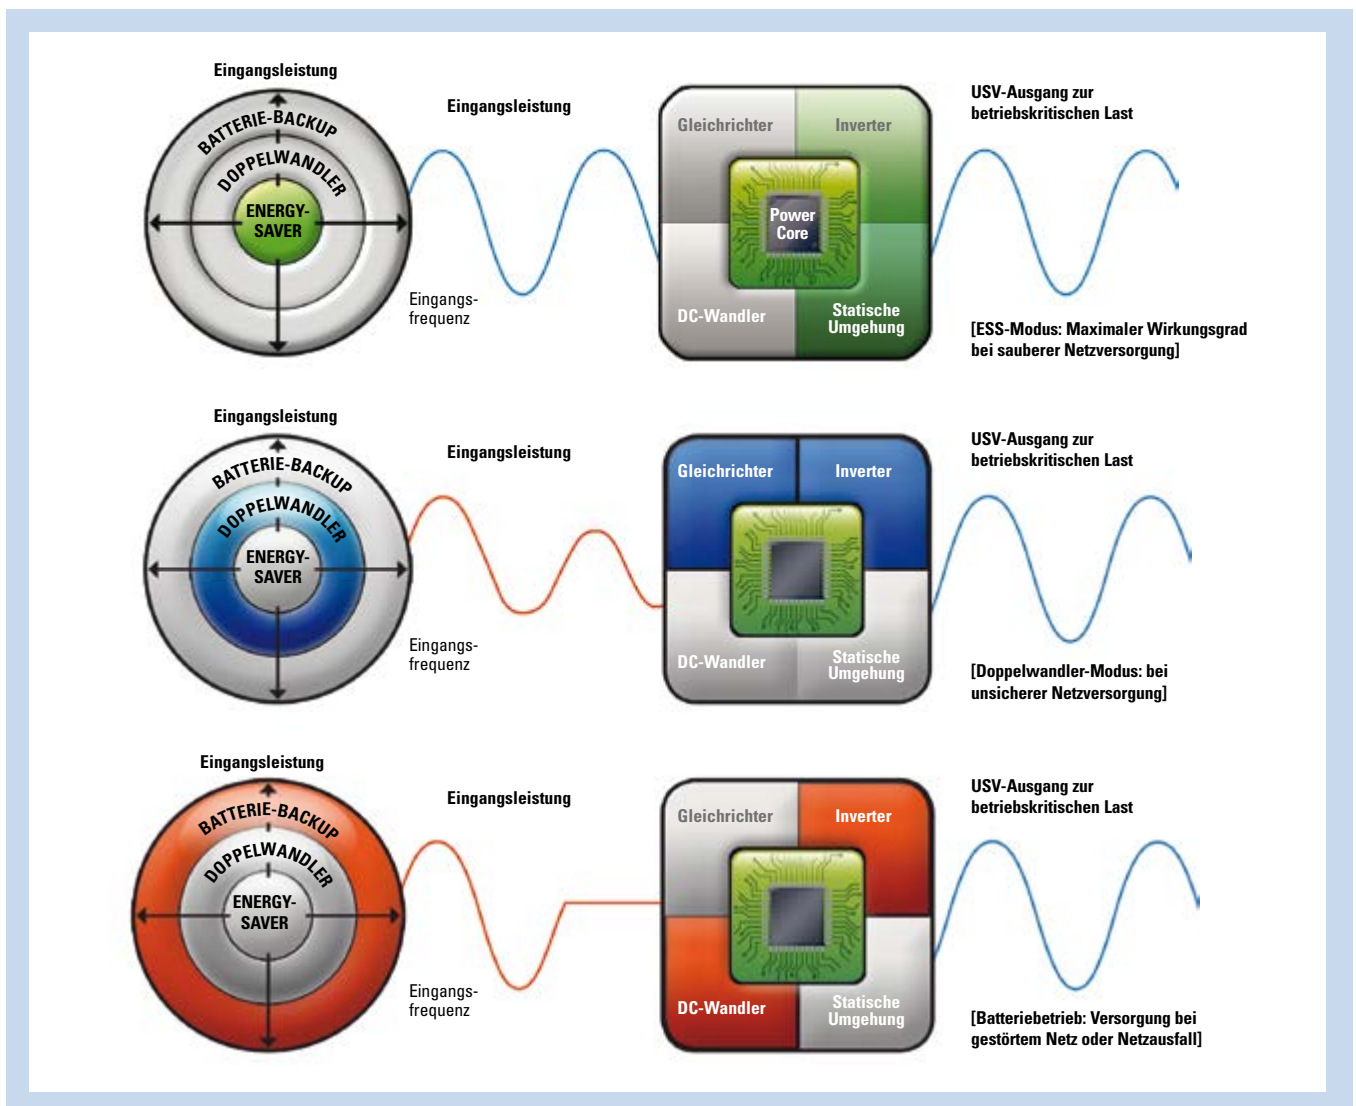 Eingangsleistung
BATTERIE-BACKUP
DOPPELWANDLER
ENERGY-
SAVER
Eingangsleistung
Eingangs-
frequenz
Gleichrichter
Inverter
Power
Core
DC-Wandler
Statische
Umgehung
USV-Ausgang zur
betriebskritischen Last
[ESS-Modus: Maximaler Wirkungsgrad
bei sauberer Netzversorgung]
Eingangsleistung
BATTERIE-BACKUP
DOPPELWANDLER
ENERGY-
SAVER
Eingangsleistung
Eingangs-
frequenz
Gleichrichter
Inverter
DC-Wandler
Statische
Umgehung
USV-Ausgang zur
betriebskritischen Last
[Doppelwandler-Modus: bei
unsicherer Netzversorgung]
Eingangsleistung
BATTERIE-BACKUP
DOPPELWANDLER
ENERGY-
SAVER
Eingangsleistung
Eingangs-
frequenz
Gleichrichter
Inverter
DC-Wandler
Statische
Umgehung
USV-Ausgang zur
betriebskritischen Last
[Batteriebetrieb: Versorgung bei
gestörtem Netz oder Netzausfall]